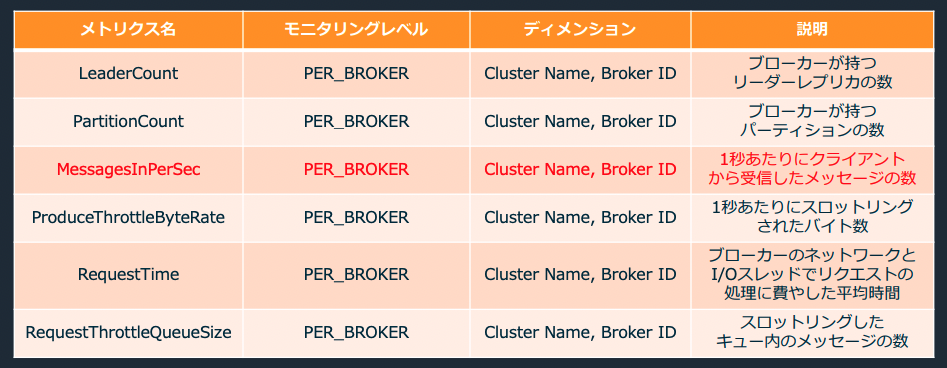 メトリクス名 モニタリングレベル ディメンション 説明
LeaderCount PER_BROKER Cluster Name, Broker ID ブローカーが持つ
リーダーレプリカの数
PartitionCount PER_BROKER Cluster Name, Broker ID ブローカーが持つ
パーティションの数
MessagesInPerSec PER_BROKER Cluster Name, Broker ID 1秒あたりにクライアント
から受信したメッセージの数
ProduceThrottleByteRate PER_BROKER Cluster Name, Broker ID 1秒あたりにスロットリング
されたバイト数
RequestTime PER_BROKER Cluster Name, Broker ID ブローカーのネットワークと
I/Oスレッドでリクエストの
処理に費やした平均時間
RequestThrottleQueueSize PER_BROKER Cluster Name, Broker ID スロットリングした
キュー内のメッセージの数